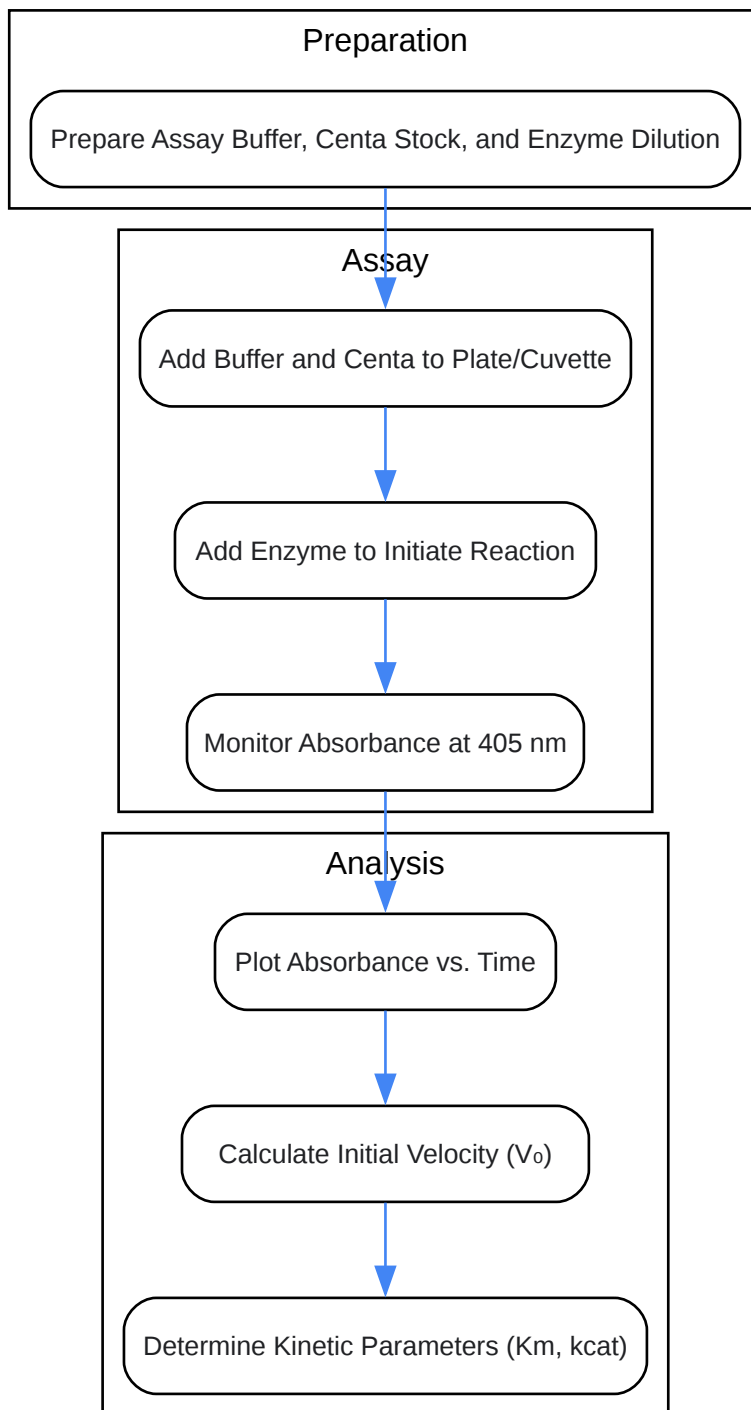 Preparation
Prepare Assay Buffer, Centa Stock, and Enzyme Dilution
Assay
Add Buffer and Centa to Plate/Cuvette
Add Enzyme to Initiate Reaction
Monitor Absorbance at 405 nm
Analysis
Plot Absorbance vs. Time
Calculate Initial Velocity (V₀)
Determine Kinetic Parameters (Km, kcat)